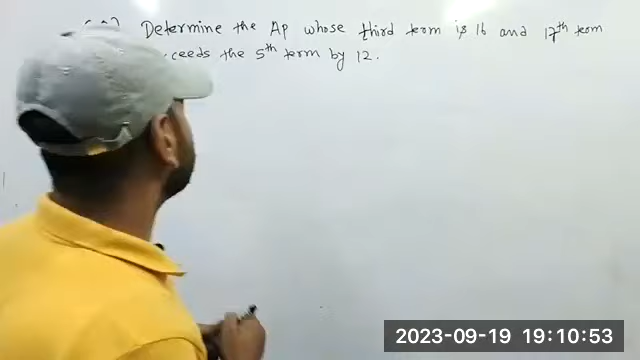 Determine the Ap whose third term is 16 and 17th term
the 5th term by 12.
2023-09-19 19:10:53